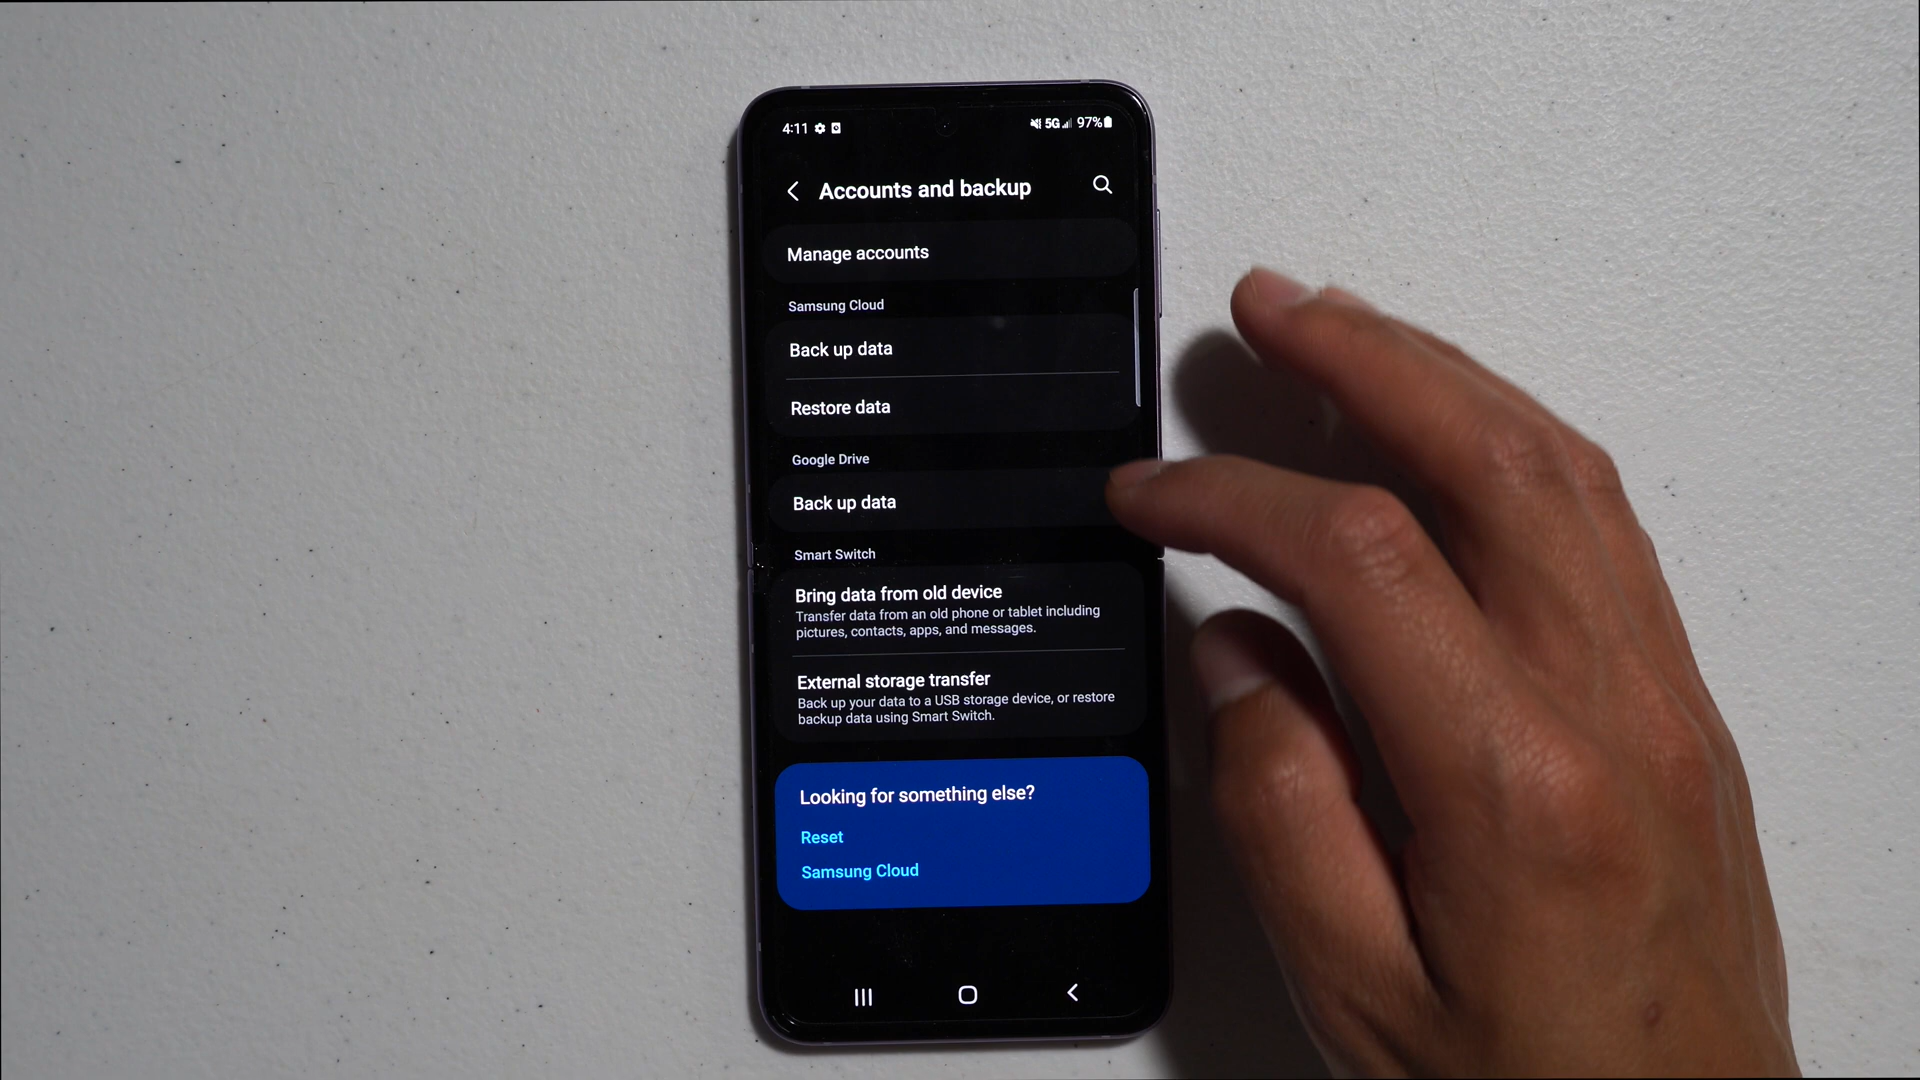 4:11
5G 97%
Accounts and backup
Manage accounts
Samsung Cloud
Back up data
Restore data
Google Drive
Back up data
Smart Switch
Bring data from old device
Transfer data from an old phone or tablet including
pictures, contacts, apps, and messages.
External storage transfer
Back up your data to a USB storage device, or restore
backup data using Smart Switch.
Looking for something else?
Reset
Samsung Cloud